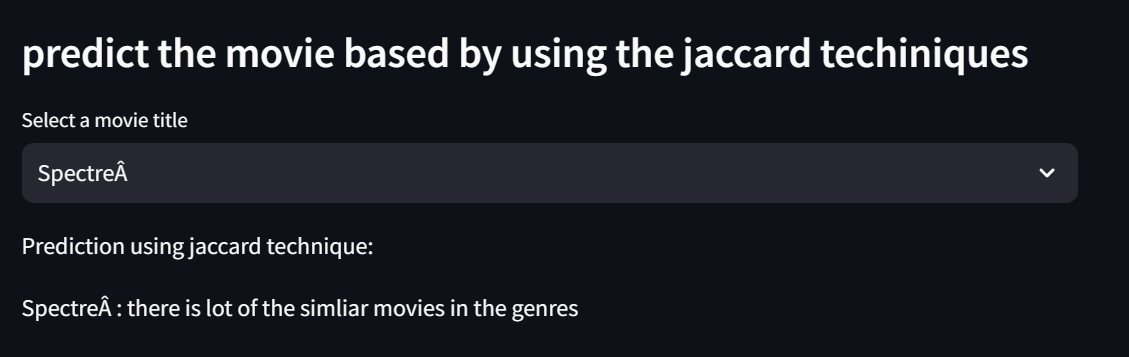 predict the movie based by using the jaccard techiniques
Select a movie title
SpectreÂ
Prediction using jaccard technique:
SpectreÂ : there is lot of the simliar movies in the genres